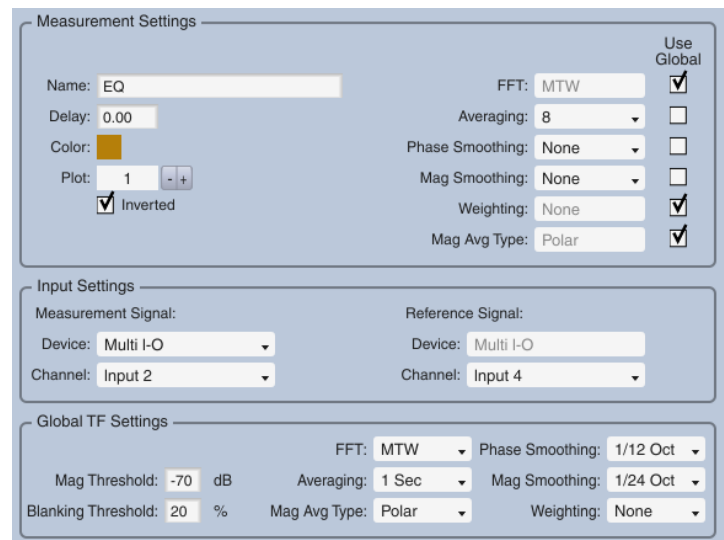 Measurement Settings
Use
Global
Name: EQ FFT: MTW
Delay: 0.00 Averaging: 8
Color: Phase Smoothing: None
Plot: 1 - + Mag Smoothing: None
Inverted Weighting: None
Mag Avg Type: Polar
Input Settings
Measurement Signal: Reference Signal:
Device: Multi I-O Device: Multi I-O
Channel: Input 2 Channel: Input 4
Global TF Settings
FFT: MTW Phase Smoothing: 1/12 Oct
Mag Threshold: -70 dB Averaging: 1 Sec Mag Smoothing: 1/24 Oct
Blanking Threshold: 20 % Mag Avg Type: Polar Weighting: None